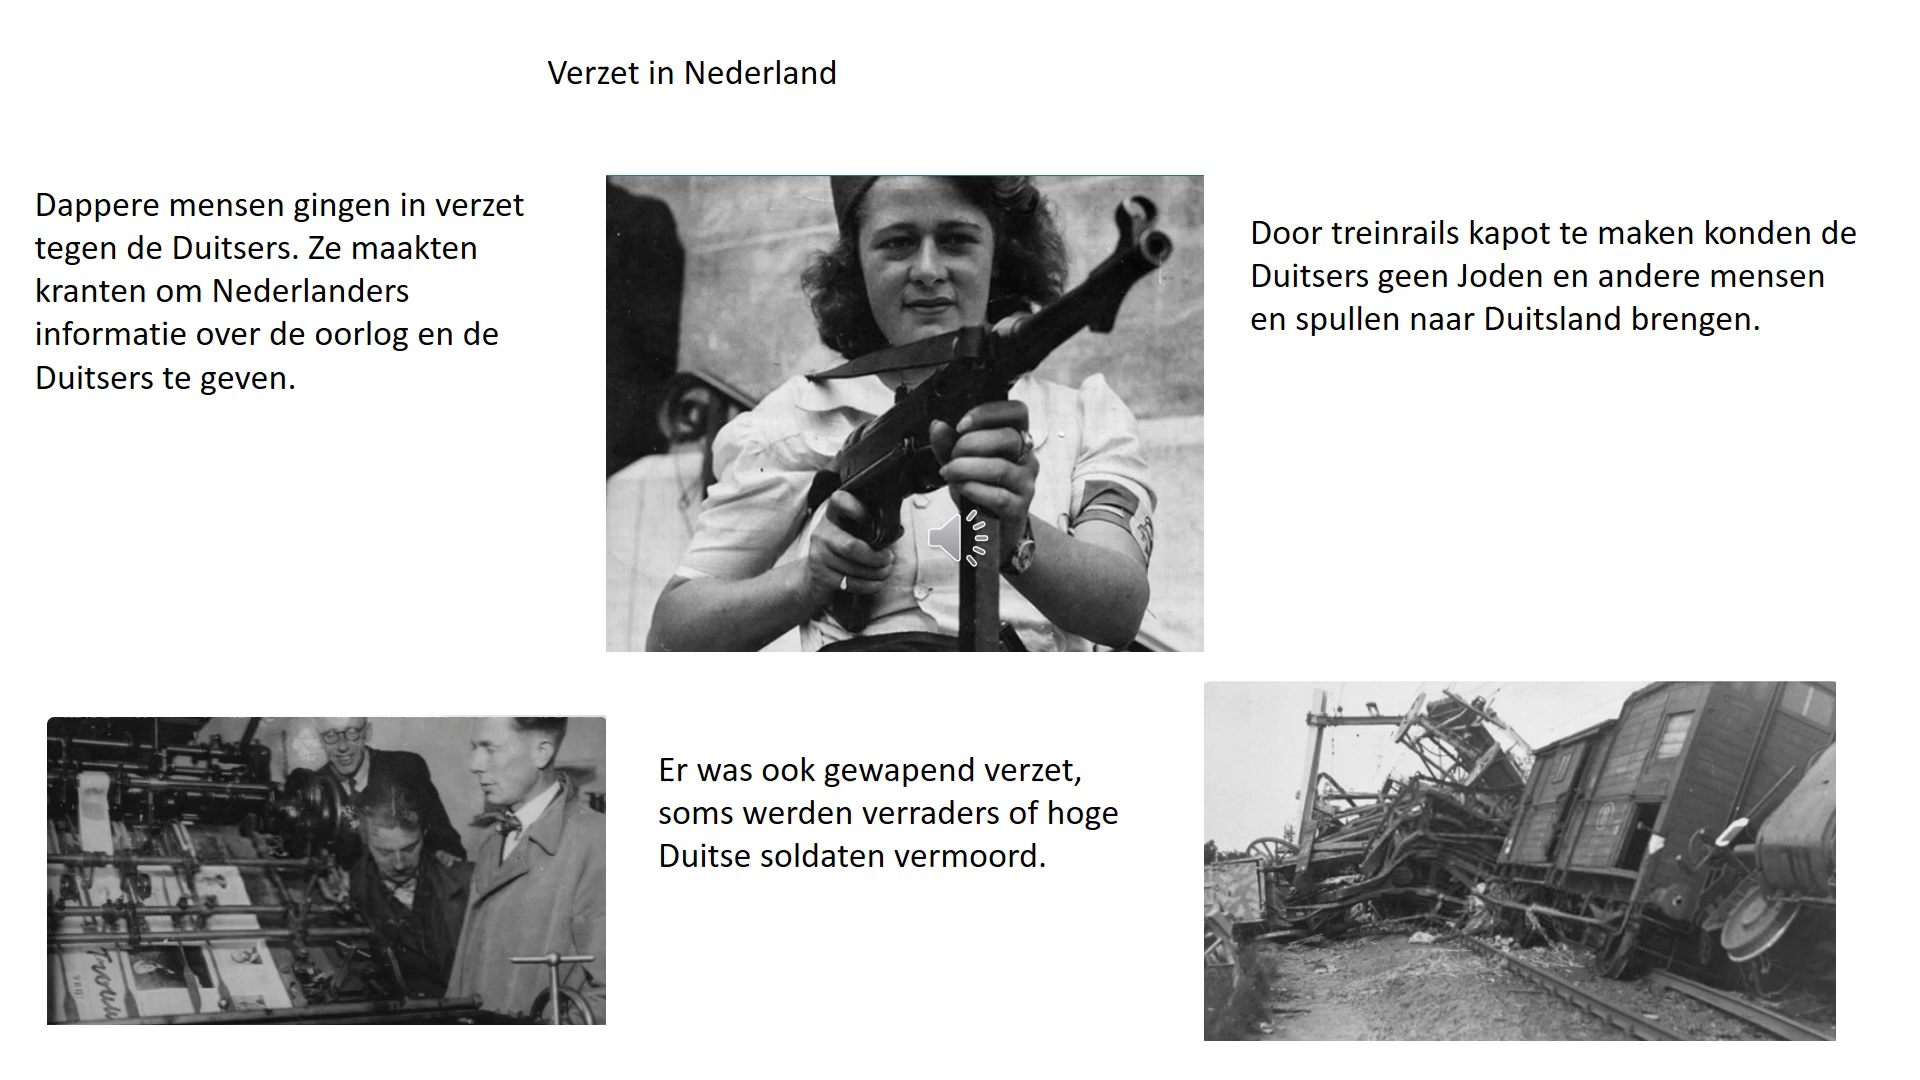 Verzet in Nederland
Dappere mensen gingen in verzet
tegen de Duitsers. Ze maakten
kranten om Nederlanders
informatie over de oorlog en de
Duitsers te geven.
Door treinrails kapot te maken konden de
Duitsers geen Joden en andere mensen
en spullen naar Duitsland brengen.
Er was ook gewapend verzet,
soms werden verraders of hoge
Duitse soldaten vermoord.
Trouw